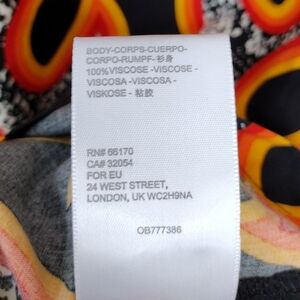 BODY-CORPS-CUERPO-
CORPO-RUMPF-衫身
100%VISCOSE -VISCOSE -
VISCOSA -VISCOSA -
VISKOSE - 粘胶
RN# 66170
CA# 32054
FOR EU
24 WEST STREET,
LONDON, UK WC2H9NA
OB777386